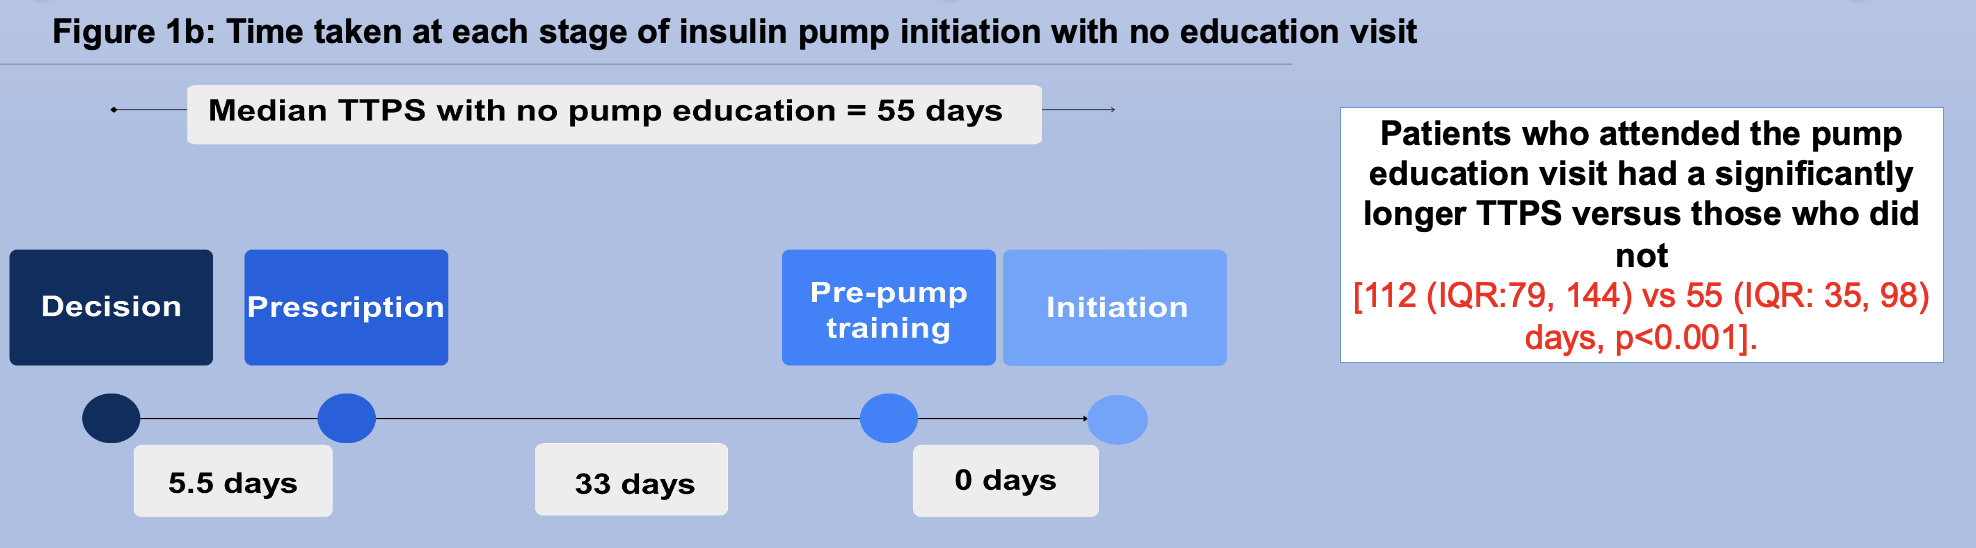 Figure 1b: Time taken at each stage of insulin pump initiation with no education visit
Median TTPS with no pump education = 55 days
Patients who attended the pump
education visit had a significantly
longer TTPS versus those who did
not
[112 (IQR:79, 144) vs 55 (IQR: 35, 98)
days, p<0.001].
Decision
Prescription
Pre-pump
training
Initiation
5.5 days
33 days
0 days